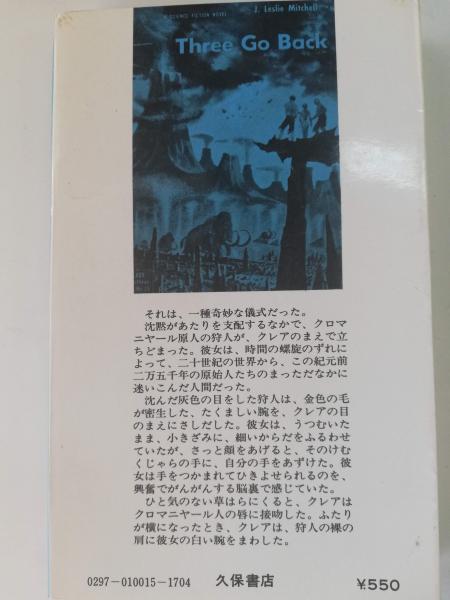 A SCIENCE FICTION NOVEL
J. Leslie Mitchell
Three Go Back
それは、一種奇妙な儀式だった。
沈黙があたりを支配するなかで、クロマ
ニヤール原人の狩人が、クレアのまえで立
ちどまった。彼女は、時間の螺旋のずれに
よって、二十世紀の世界から、この紀元前
二万五千年の原始人たちのまっただなかに
迷いこんだ人間だった。
沈んだ灰色の目をした狩人は、金色の毛
が密生した、たくましい腕を、クレアの目
のまえにさしだした。彼女は、うつむいた
まま、小きざみに、細いからだをふるわせ
ていたが、さっと顔をあげると、そのけむ
くじゃらの手に、自分の手をあずけた。彼
女は手をつかまれてひきよせられるのを、
興奮でがんがんする脳裏で感じていた。
ひと気のない草はらにくると、クレアは
クロマニヤール人の唇に接吻した。ふたり
が横になったとき、クレアは、狩人の裸の
肩に彼女の白い腕をまわした。
0297-010015-1704 久保書店 ¥550